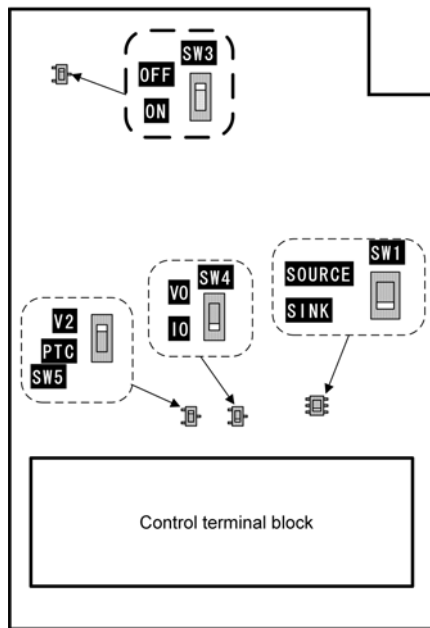 SW3
OFF
ON
SW1
SOURCE
SINK
SW4
VO
IO
V2
PTC
SW5
Control terminal block